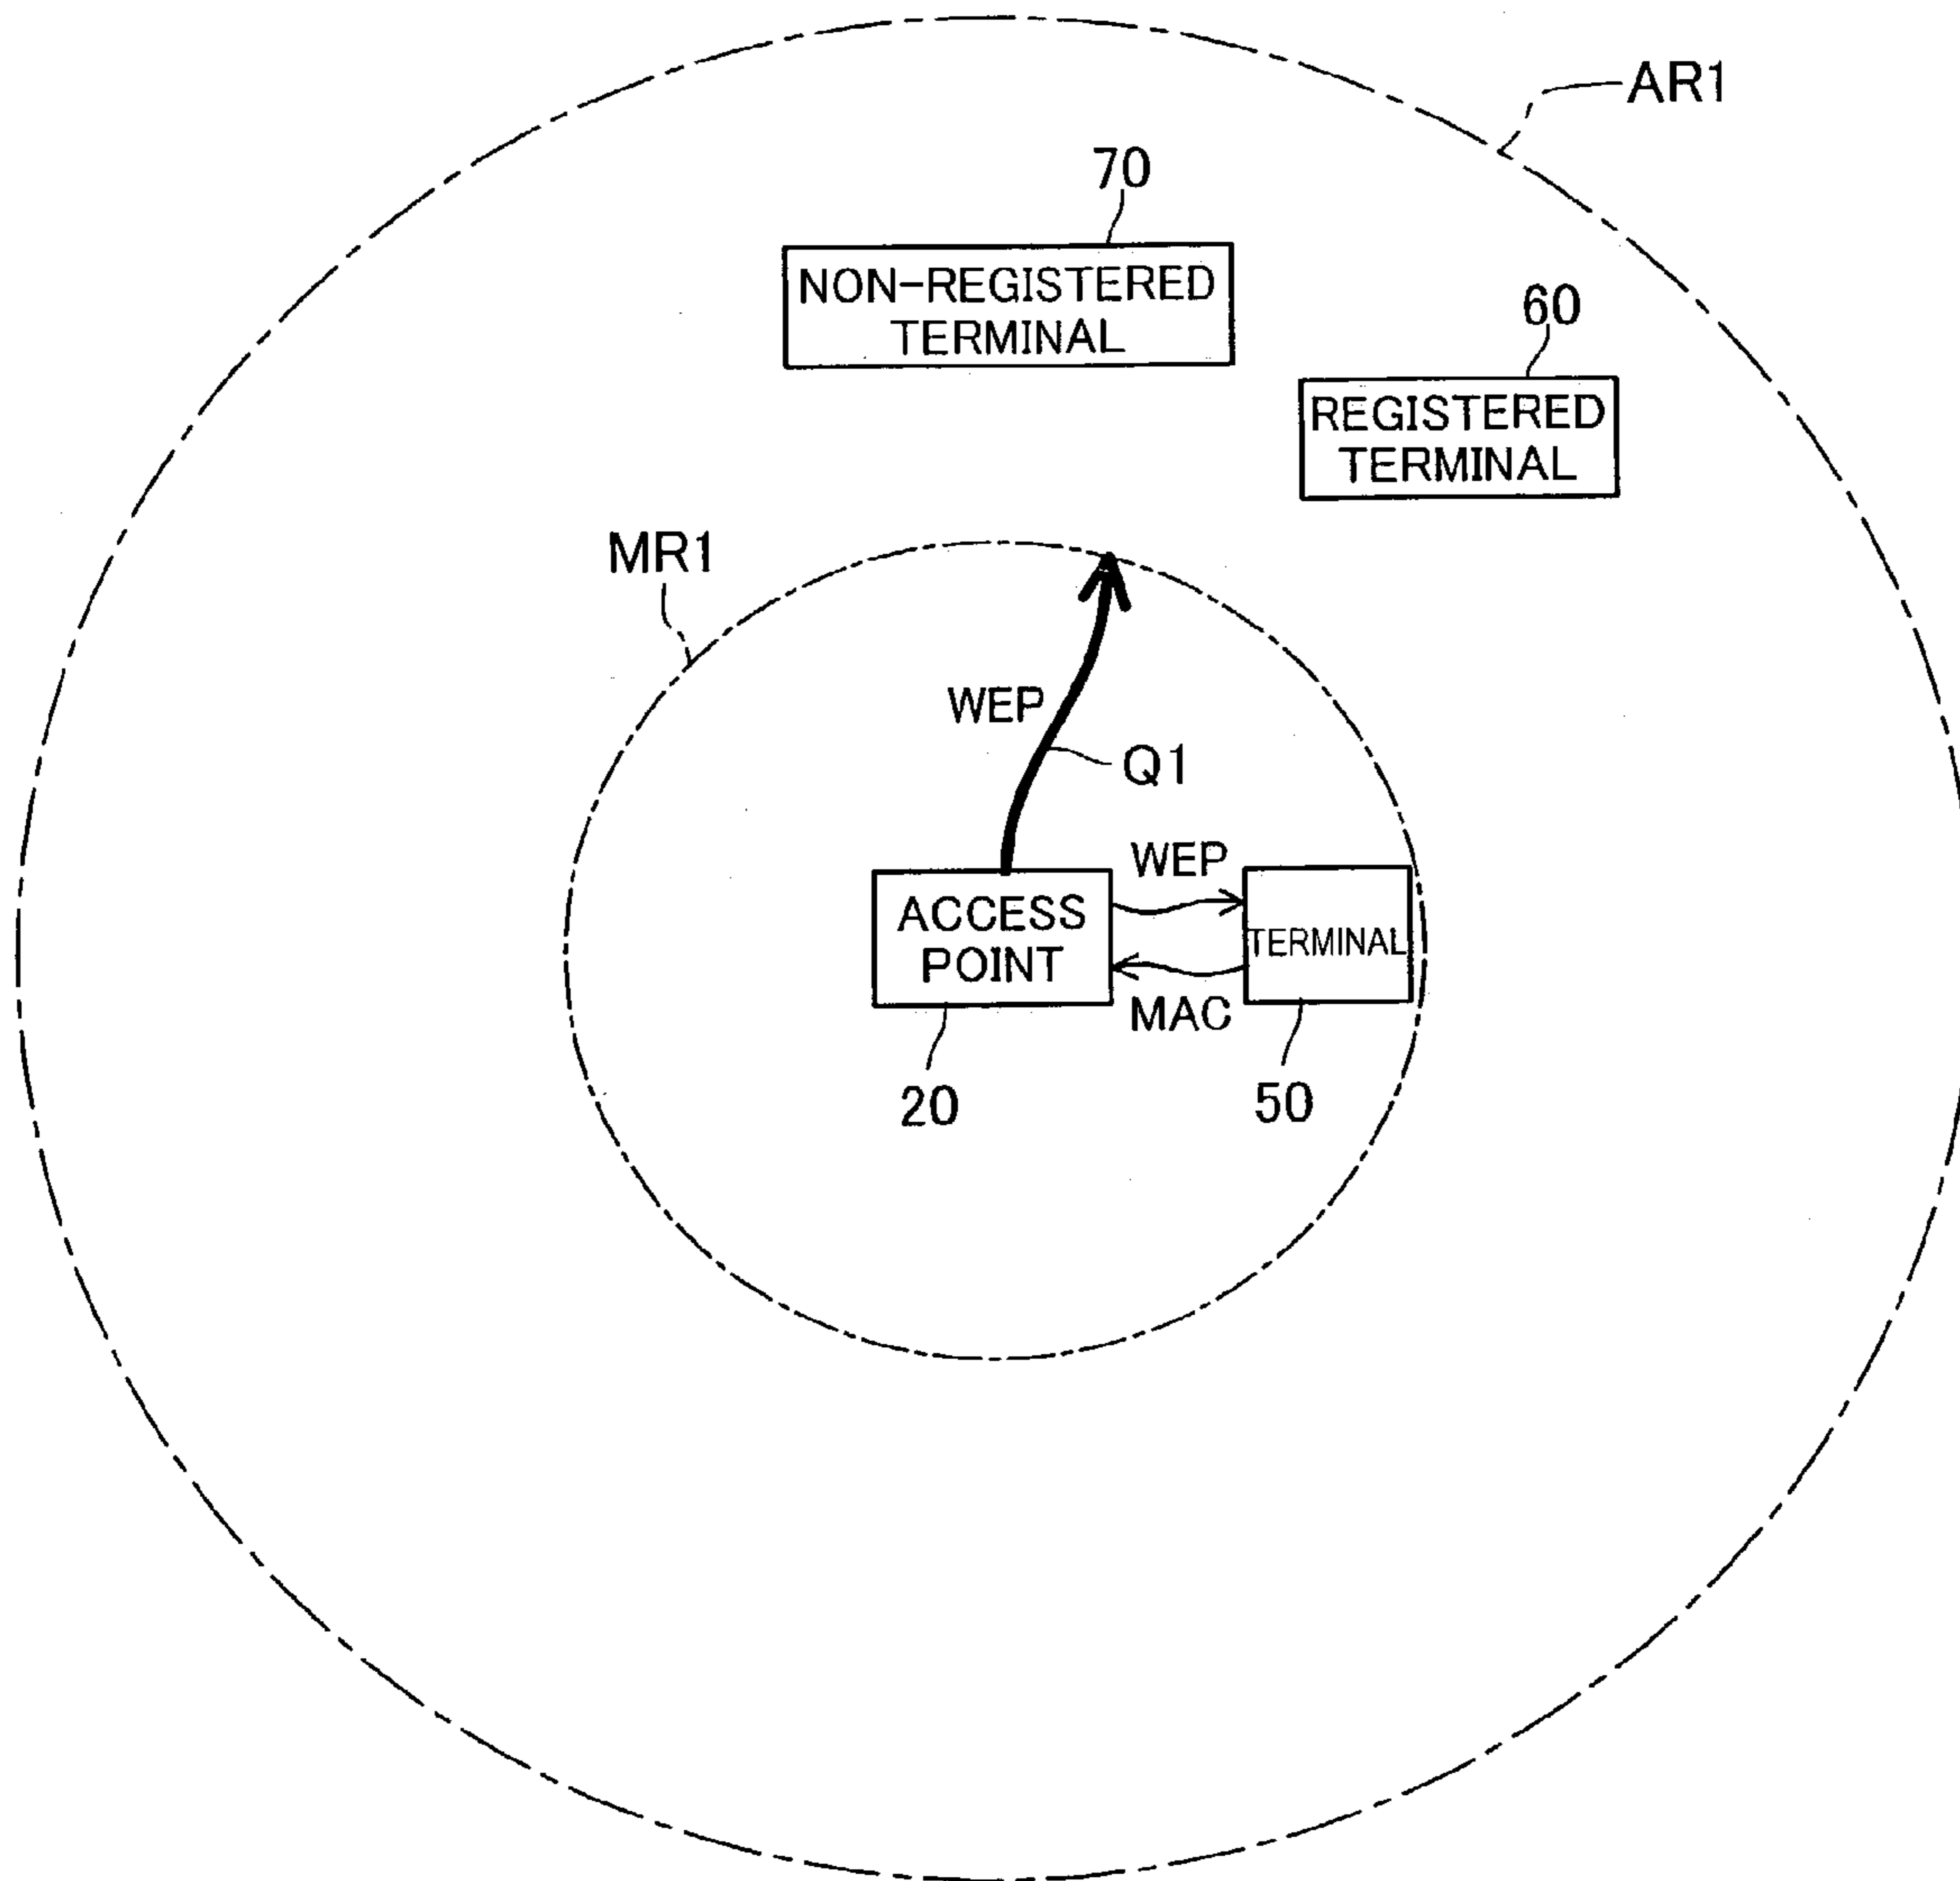 AR1
70
NON-REGISTERED
TERMINAL
60
REGISTERED
TERMINAL
MR1
WEP
Q1
WEP
ACCESS
POINT
TERMINAL
MAC
20
50